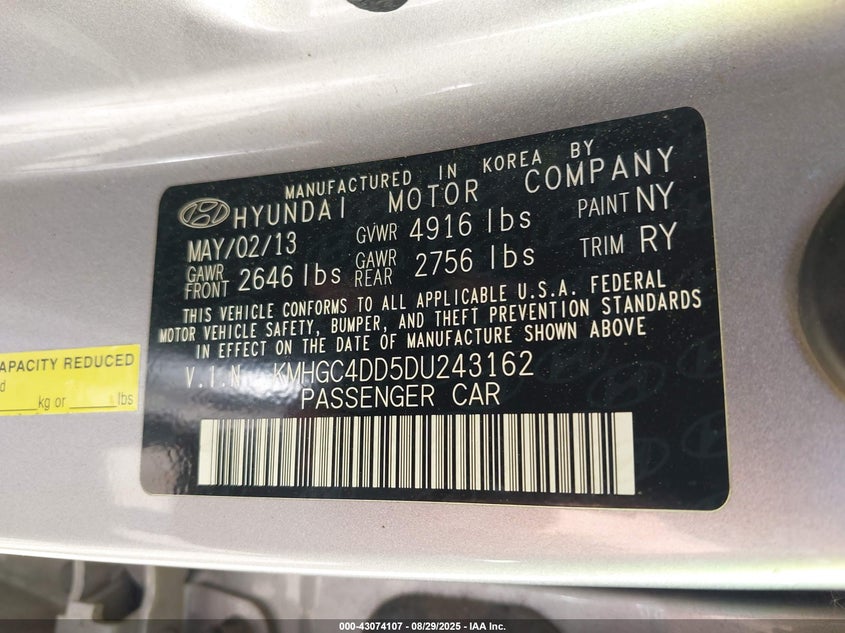 MANUFACTURED IN KOREA BY
HYUNDAI MOTOR COMPANY
MAY/02/13 GVWR 4916 lbs PAINT NY
GAWR FRONT 2646 lbs GAWR REAR 2756 lbs TRIM RY
THIS VEHICLE CONFORMS TO ALL APPLICABLE U.S.A. FEDERAL
MOTOR VEHICLE SAFETY, BUMPER, AND THEFT PREVENTION STANDARDS
IN EFFECT ON THE DATE OF MANUFACTURE SHOWN ABOVE
V.I.N KMHGC4DD5DU243162
PASSENGER CAR
APACITY REDUCED
d
kg or lbs
000-43074107 - 08/29/2025 - IAA Inc.